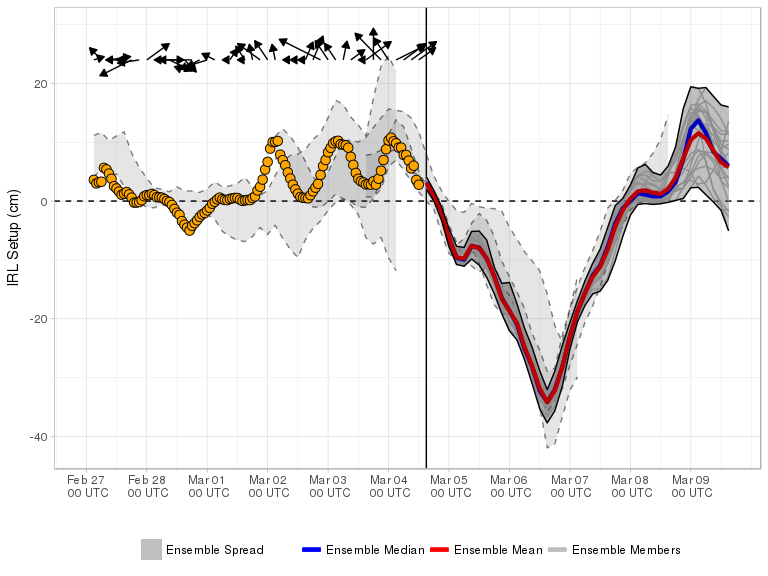 IRL Setup (cm)
20
0
-20
-40
Feb 27 Feb 28 Mar 01 Mar 02 Mar 03 Mar 04 Mar 05 Mar 06 Mar 07 Mar 08 Mar 09
00 UTC 00 UTC 00 UTC 00 UTC 00 UTC 00 UTC 00 UTC 00 UTC 00 UTC 00 UTC 00 UTC
Ensemble Spread Ensemble Median Ensemble Mean Ensemble Members